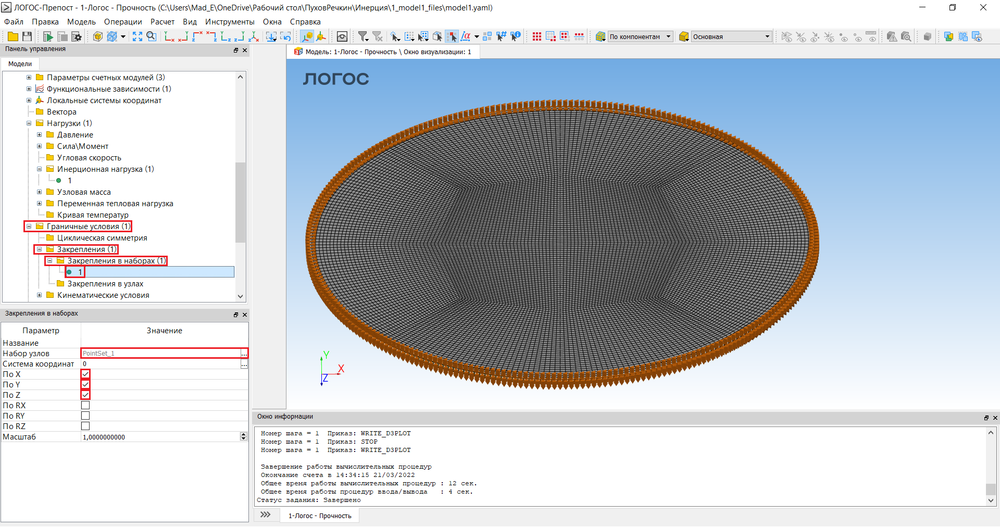 ЛОГОС-Препост - 1-Логос - Прочность (C:\Users\Mad_E\OneDrive\Рабочий стол\ПуховРечкин\Инерция\1_model1_files\model1.yaml)
Файл Правка Модель Операции Расчет Вид Инструменты Окна Справка
По компонентам
Основная
Панель управления
Модели
Параметры счетных модулей (3)
Функциональные зависимости (1)
Локальные системы координат
Вектора
Нагрузки (1)
Давление
Сила\Момент
Угловая скорость
Инерционная нагрузка (1)
1
Узловая масса
Переменная тепловая нагрузка
Кривая температур
Граничные условия (1)
Циклическая симметрия
Закрепления (1)
Закрепления в наборах (1)
1
Закрепления в узлах
Кинематические условия
Закрепления в наборах
Параметр Значение
Название
Набор узлов PointSet_1 ...
Система координат 0 ...
По X
По Y
По Z
По RX
По RY
По RZ
Масштаб 1,0000000000
Модель: 1-Логос - Прочность \ Окно визуализации: 1
ЛОГОС
Y
X
Z
Окно информации
Номер шага = 1 Приказ: WRITE_D3PLOT
Номер шага = 1 Приказ: STOP
Номер шага = 1 Приказ: WRITE_D3PLOT
Завершение работы вычислительных процедур
Окончание счета в 14:34:15 21/03/2022
Общее время работы вычислительных процедур : 12 сек.
Общее время работы процедур ввода/вывода : 4 сек.
Статус задания: Завершено
1-Логос - Прочность